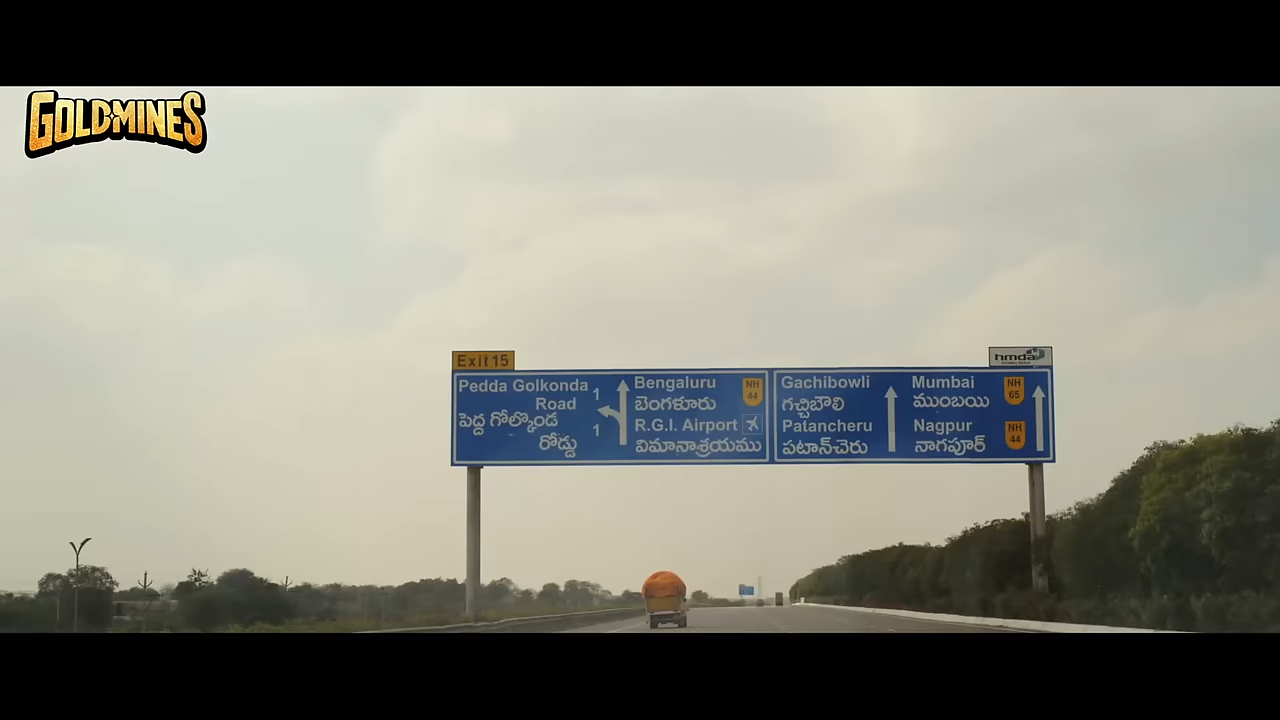 GOLDMINES
Exit 15
hmda
Pedda Golkonda
Road
పెద్ద గోల్కొండ
రోడ్డు
1
1
Bengaluru
బెంగళూరు
NH
44
R.G.I. Airport
విమానాశ్రయము
Gachibowli
గచ్చిబౌలి
Patancheru
పటాన్‌చెరు
Mumbai
ముంబయి
NH
65
Nagpur
నాగపూర్
NH
44